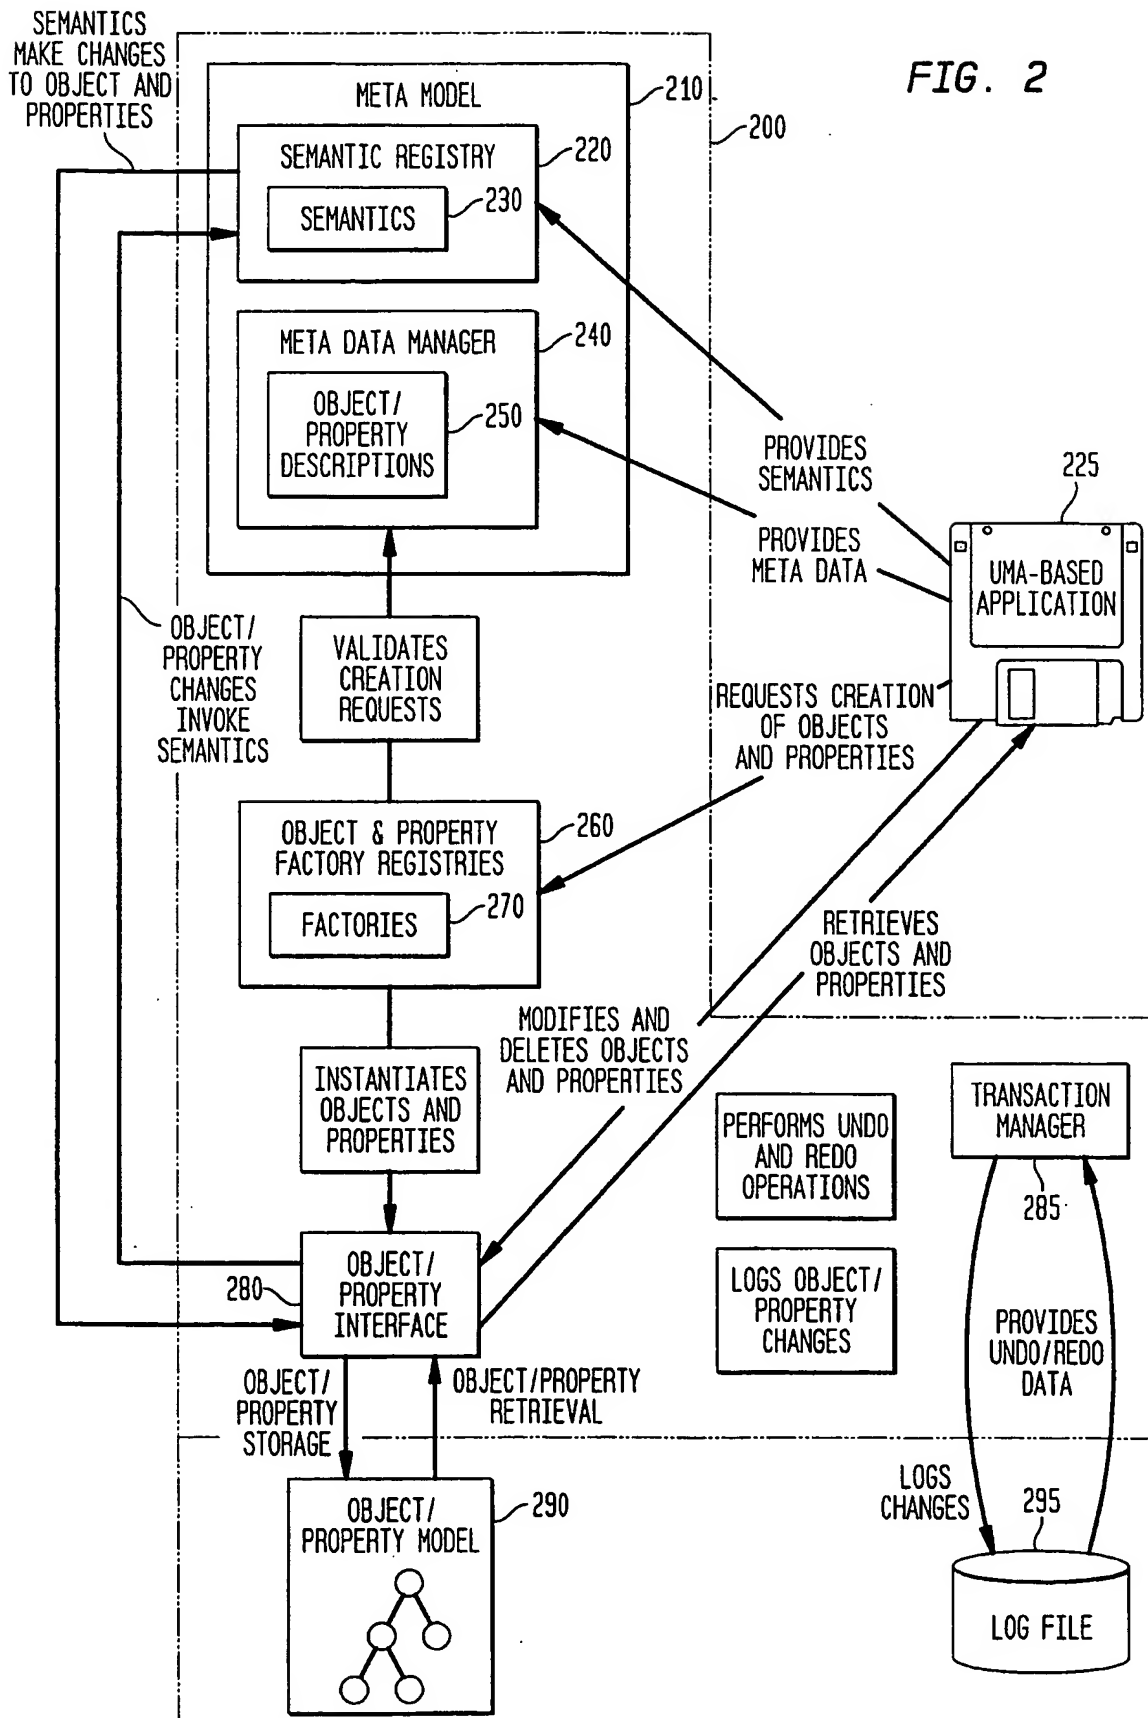 SEMANTICS
MAKE CHANGES
TO OBJECT AND
PROPERTIES
FIG. 2
META MODEL
210
200
SEMANTIC REGISTRY
220
SEMANTICS
230
META DATA MANAGER
240
OBJECT/
PROPERTY
DESCRIPTIONS
250
PROVIDES
SEMANTICS
PROVIDES
META DATA
225
UMA-BASED
APPLICATION
OBJECT/
PROPERTY
CHANGES
INVOKE
SEMANTICS
VALIDATES
CREATION
REQUESTS
REQUESTS CREATION
OF OBJECTS
AND PROPERTIES
OBJECT & PROPERTY
FACTORY REGISTRIES
260
FACTORIES
270
RETRIEVES
OBJECTS AND
PROPERTIES
MODIFIES AND
DELETES OBJECTS
AND PROPERTIES
INSTANTIATES
OBJECTS AND
PROPERTIES
PERFORMS UNDO
AND REDO
OPERATIONS
TRANSACTION
MANAGER
285
OBJECT/
PROPERTY
INTERFACE
280
LOGS OBJECT/
PROPERTY
CHANGES
PROVIDES
UNDO/REDO
DATA
OBJECT/
PROPERTY
STORAGE
OBJECT/PROPERTY
RETRIEVAL
LOGS
CHANGES
OBJECT/
PROPERTY MODEL
290
295
LOG FILE